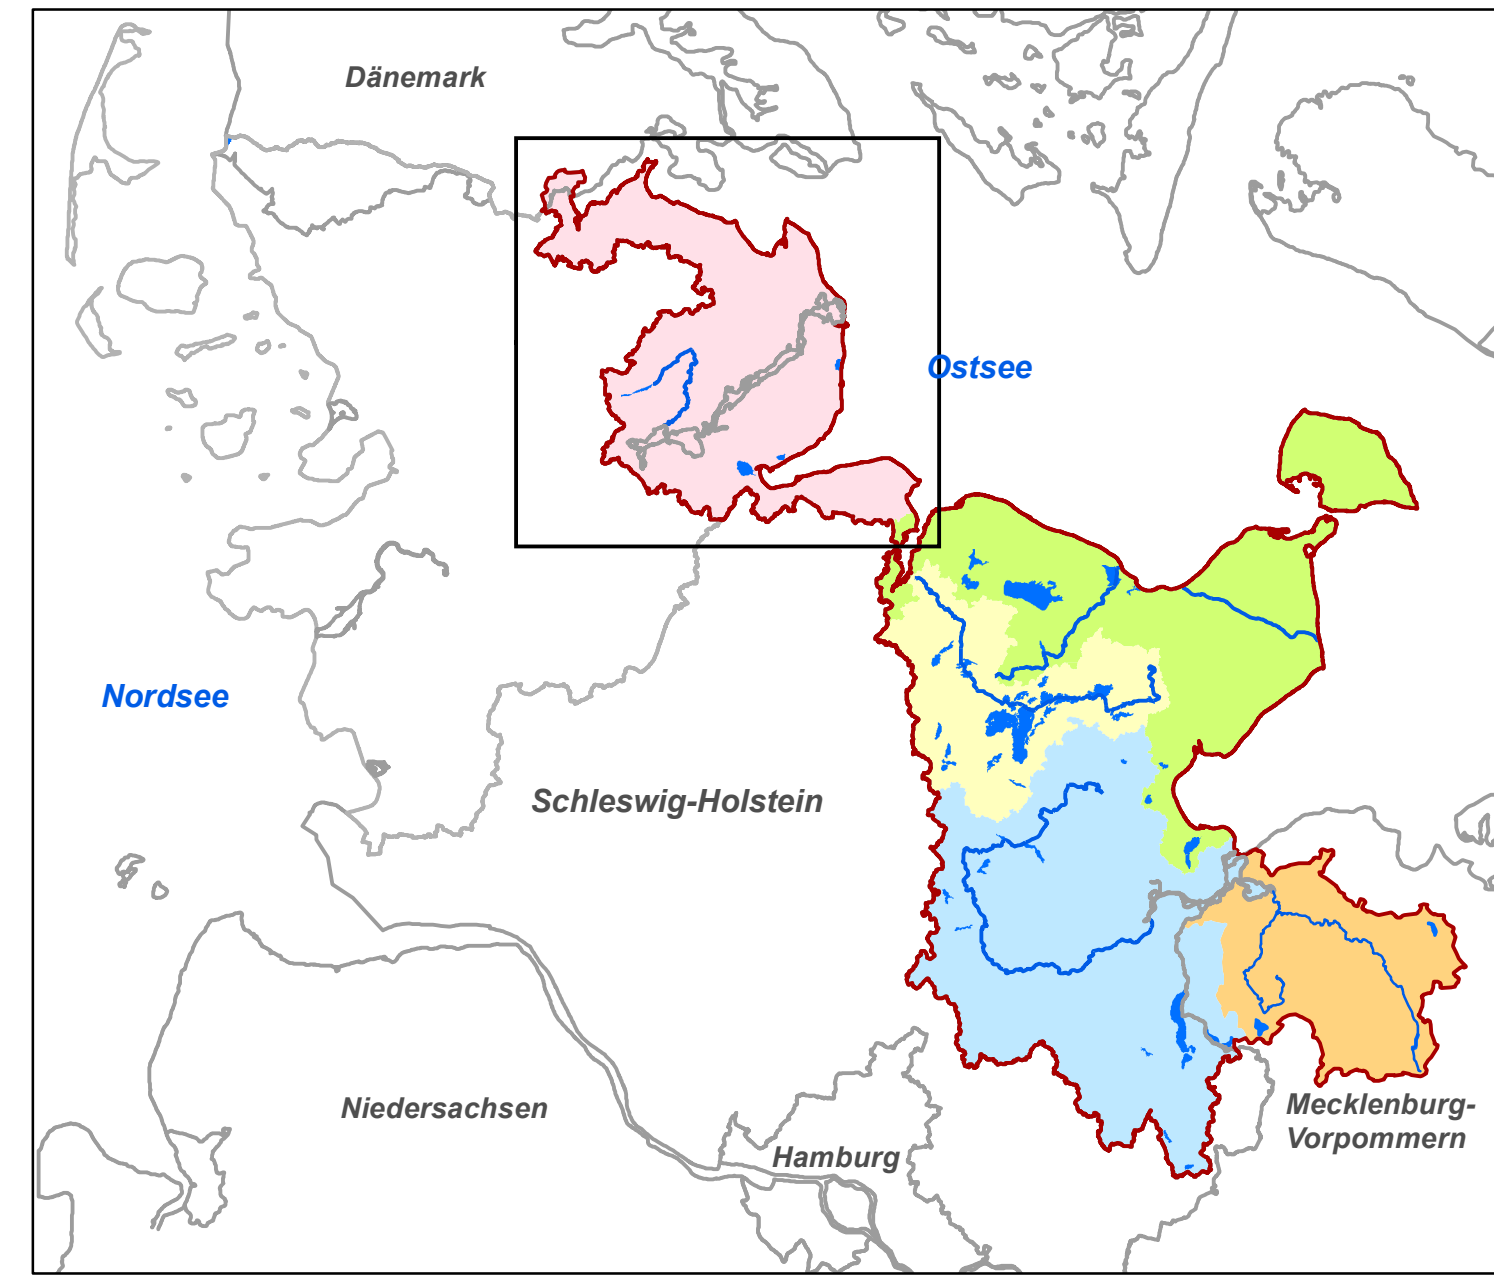 Dänemark
Ostsee
Nordsee
Schleswig-Holstein
Niedersachsen
Mecklenburg-
Vorpommern
Hamburg